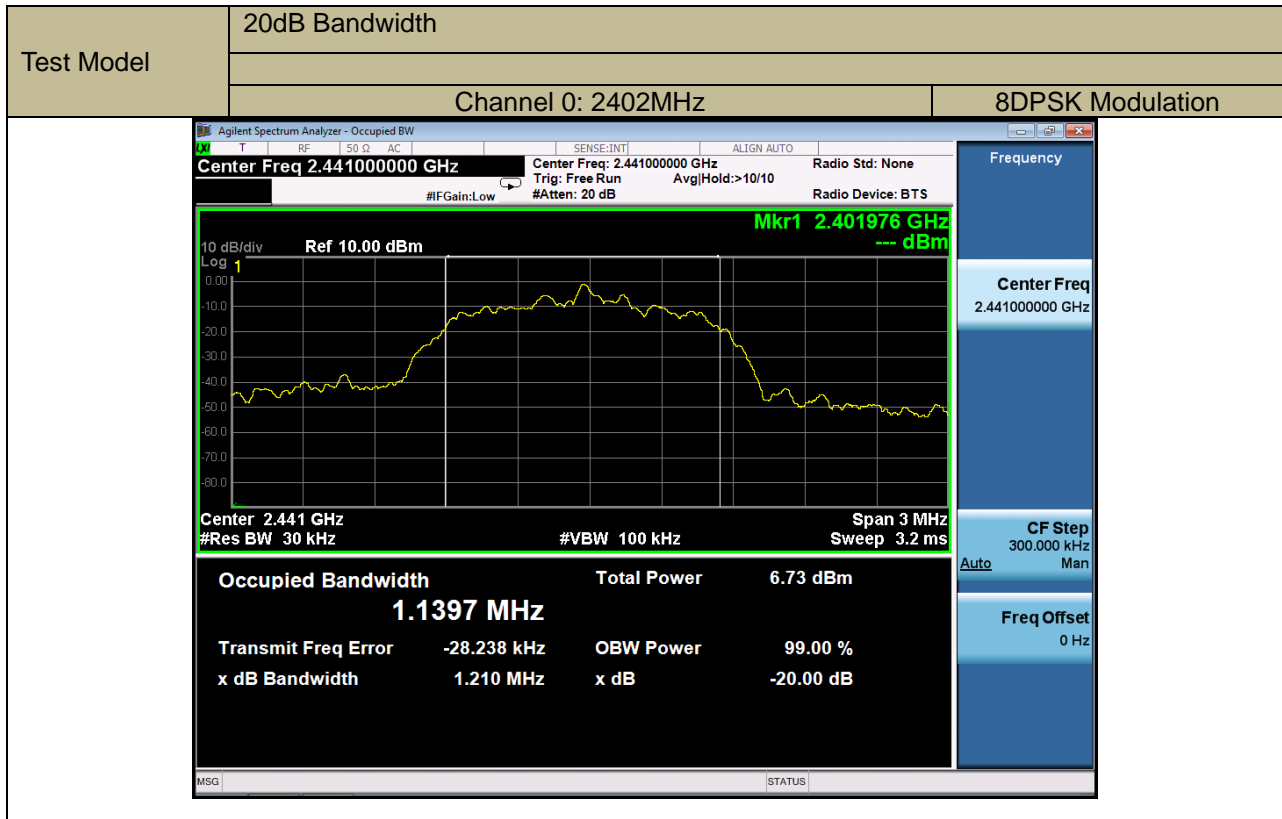 20dB Bandwidth
Test Model
Channel 0: 2402MHz 8DPSK Modulation
Agilent Spectrum Analyzer - Occupied BW
LXI T RF 50 Ω AC SENSE:INT ALIGN AUTO
Center Freq 2.441000000 GHz
Center Freq: 2.441000000 GHz Radio Std: None
Trig: Free Run Avg|Hold:>10/10
#IFGain:Low #Atten: 20 dB Radio Device: BTS
Frequency
Mkr1 2.401976 GHz
10 dB/div Ref 10.00 dBm --- dBm
Log 1
0.00
-10.0
-20.0
-30.0
-40.0
-50.0
-60.0
-70.0
-80.0
Center Freq
2.441000000 GHz
Center 2.441 GHz Span 3 MHz
#Res BW 30 kHz #VBW 100 kHz Sweep 3.2 ms
CF Step
300.000 kHz
Auto Man
Occupied Bandwidth Total Power 6.73 dBm
1.1397 MHz
Transmit Freq Error -28.238 kHz OBW Power 99.00 %
x dB Bandwidth 1.210 MHz x dB -20.00 dB
Freq Offset
0 Hz
MSG STATUS